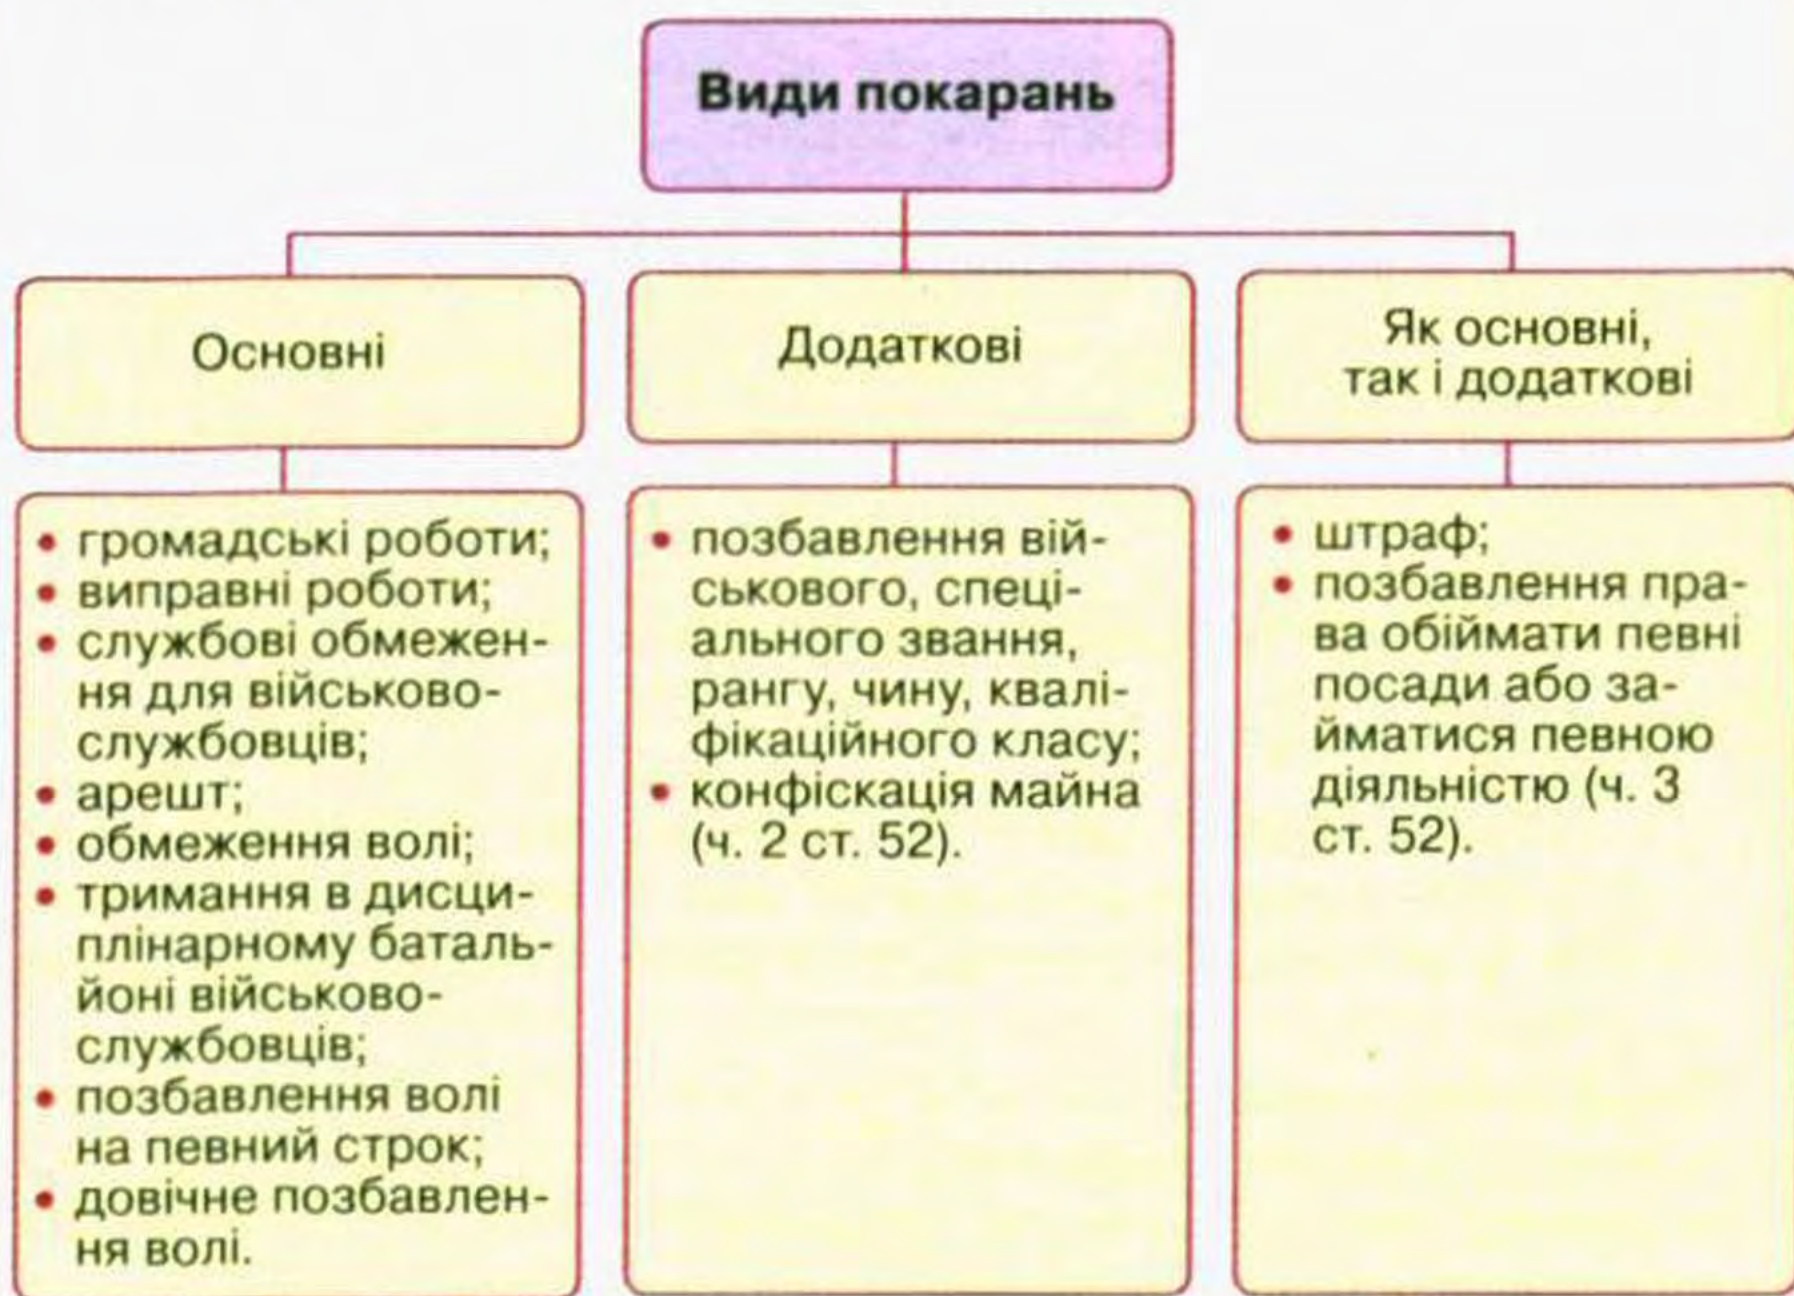 Види покарань
Основні
Додаткові
Як основні,
так і додаткові
• громадські роботи;
• виправні роботи;
• службові обмежен-
ня для військово-
службовців;
• арешт;
• обмеження волі;
• тримання в дисци-
плінарному баталь-
йоні військово-
службовців;
• позбавлення волі
на певний строк;
• довічне позбавлен-
ня волі.
• позбавлення вій-
ськового, спеці-
ального звання,
рангу, чину, квалі-
фікаційного класу;
• конфіскація майна
(ч. 2 ст. 52).
• штраф;
• позбавлення пра-
ва обіймати певні
посади або за-
йматися певною
діяльністю (ч. 3
ст. 52).